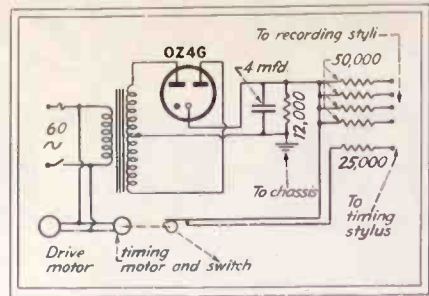 OZ4G
To recording styli
50,000
4 mfd.
12,000
60
~
25,000
To chassis
To
timing
stylus
Drive
motor
timing
motor and switch